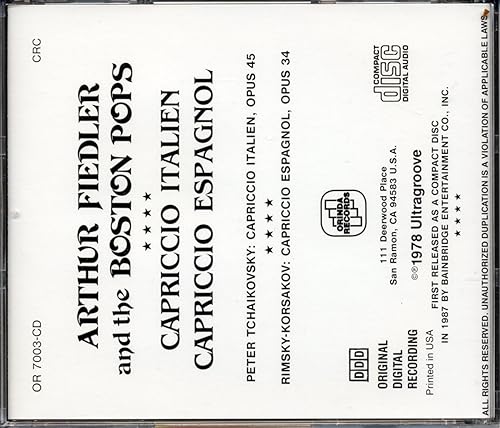 OR 7003-CD
CRC
ARTHUR FIEDLER
and the BOSTON POPS
★★★★
CAPRICCIO ITALIEN
CAPRICCIO ESPAGNOL
PETER TCHAIKOVSKY: CAPRICCIO ITALIEN, OPUS 45
★★★★
RIMSKY-KORSAKOV: CAPRICCIO ESPAGNOL, OPUS 34
DDD
ORIGINAL
DIGITAL
RECORDING
Printed in USA
ORINDA
RECORDS
111 Deerwood Place
San Ramon, CA 94583 U.S.A.
©℗1978 Ultragroove
FIRST RELEASED AS A COMPACT DISC
IN 1987 BY BAINBRIDGE ENTERTAINMENT CO., INC.
COMPACT
disc
DIGITAL AUDIO
ALL RIGHTS RESERVED. UNAUTHORIZED DUPLICATION IS A VIOLATION OF APPLICABLE LAWS.